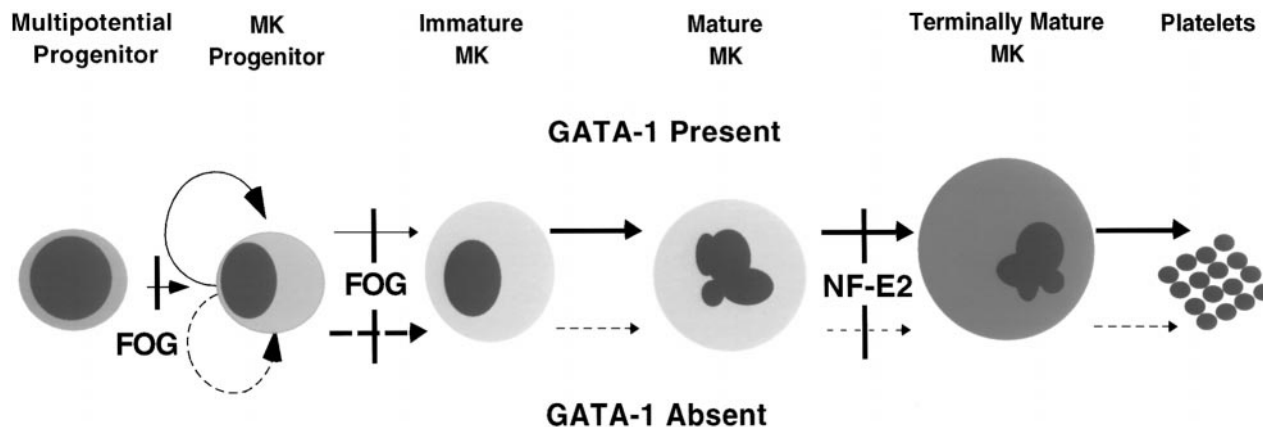 Multipotential
Progenitor
MK
Progenitor
Immature
MK
Mature
MK
Terminally Mature
MK
Platelets
GATA-1 Present
FOG
FOG
NF-E2
GATA-1 Absent